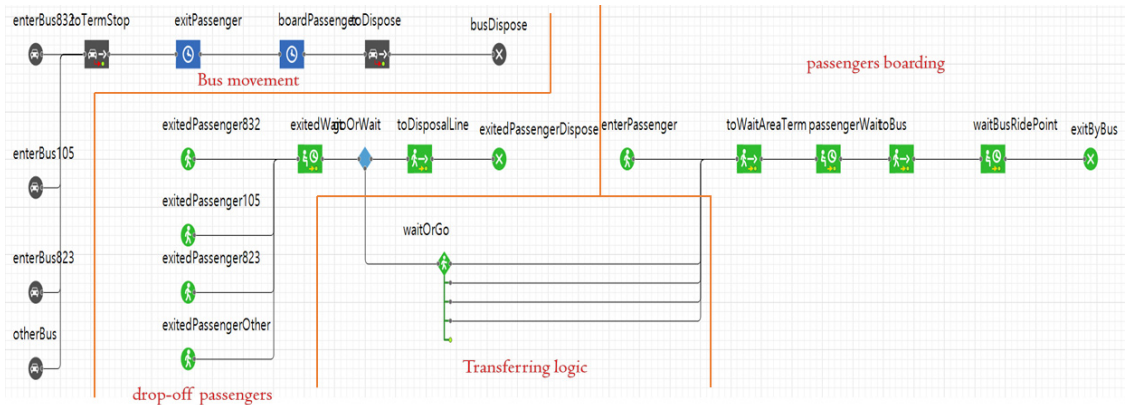 enterBus832 toTermStop exitPassenger boardPassenger toDispose busDispose
Bus movement
passengers boarding
exitedPassenger832 exitedWait goOrWait toDisposalLine exitedPassengerDispose enterPassenger toWaitAreaTerm passengerWait toBus waitBusRidePoint exitByBus
enterBus105
exitedPassenger105
waitOrGo
enterBus823 exitedPassenger823
otherBus exitedPassengerOther
Transferring logic
drop-off passengers